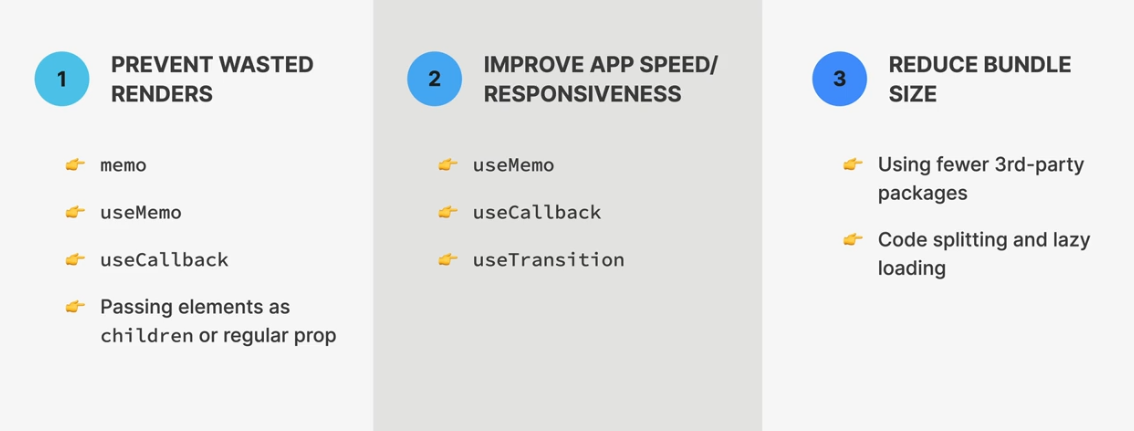 1
PREVENT WASTED
RENDERS
memo
useMemo
useCallback
Passing elements as
children or regular prop
2
IMPROVE APP SPEED/
RESPONSIVENESS
useMemo
useCallback
useTransition
3
REDUCE BUNDLE
SIZE
Using fewer 3rd-party
packages
Code splitting and lazy
loading